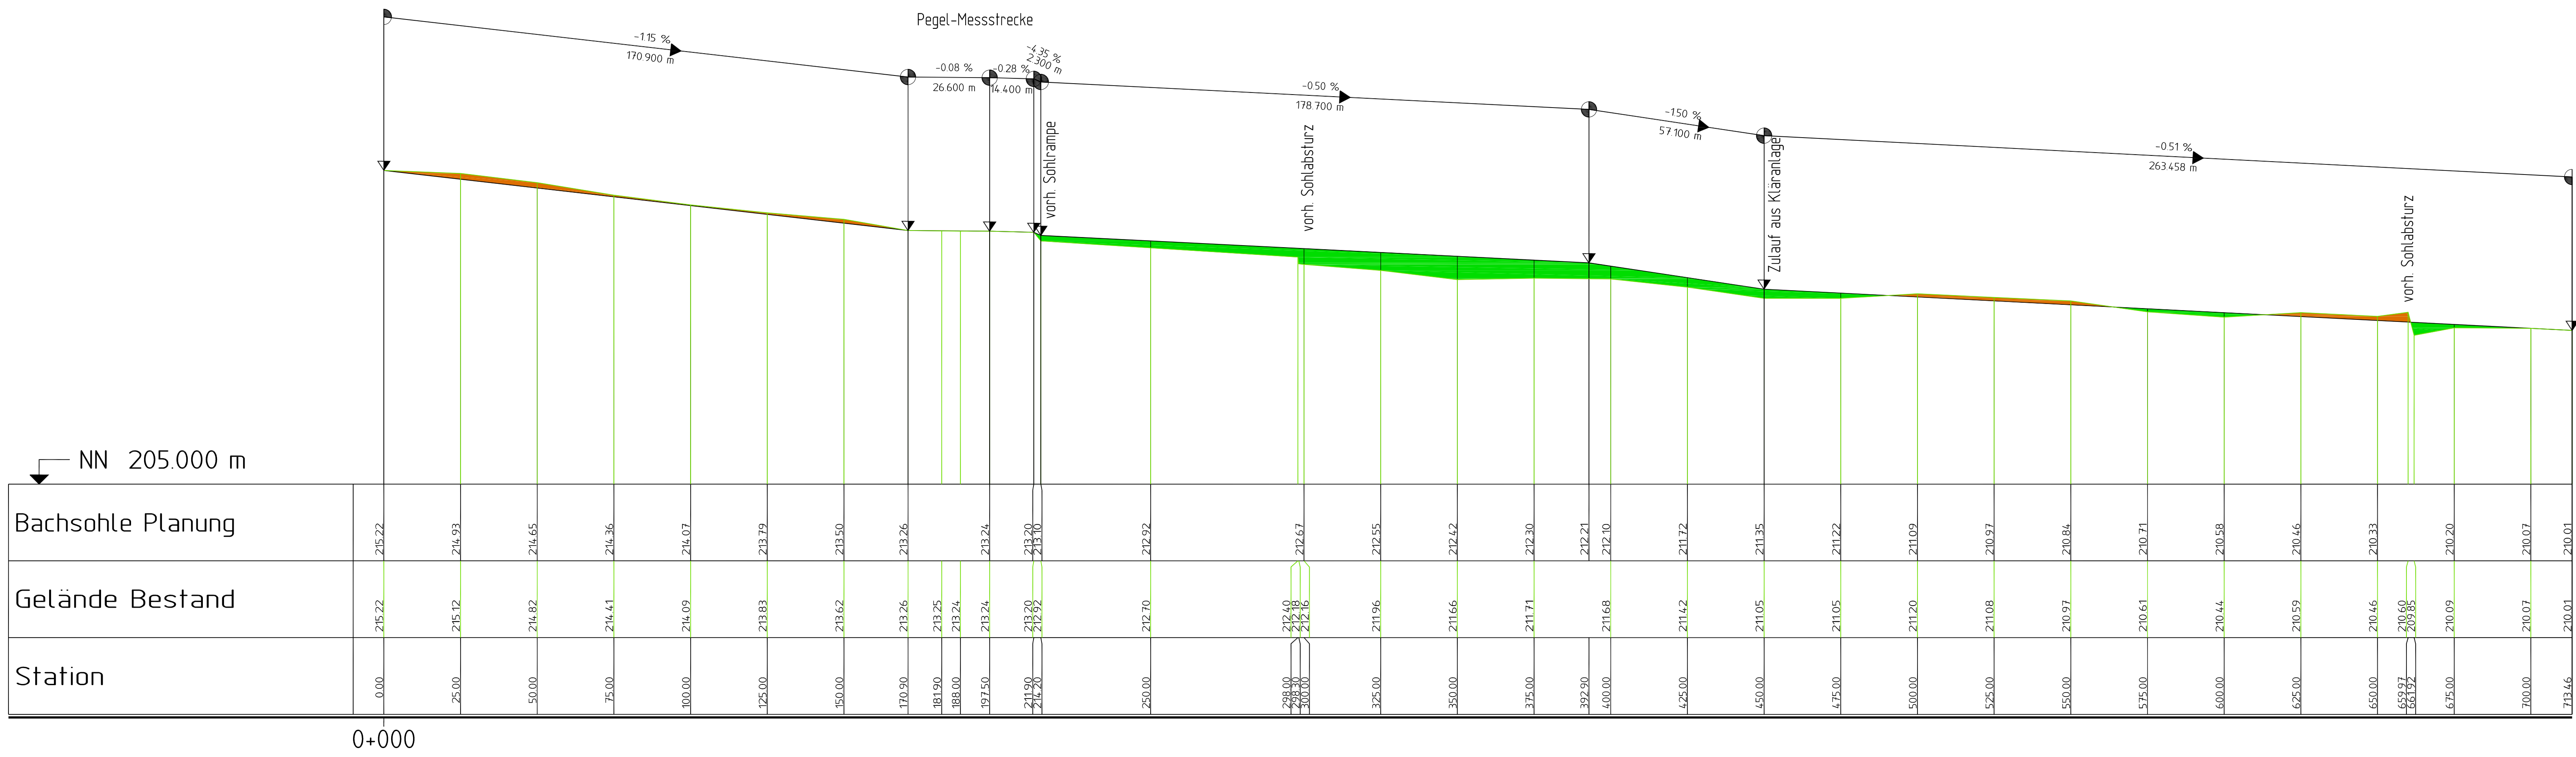 Pegel-Messstrecke
-1.15 %
170.900 m
-0.08 %
26.600 m
-0.28 %
14.400 m
-4.35 %
2.300 m
-0.50 %
178.700 m
-1.50 %
57.100 m
-0.51 %
263.458 m
vorh. Sohlrampe
vorh. Sohlabsturz
Zulauf aus Kläranlage
vorh. Sohlabsturz
NN 205.000 m
Bachsohle Planung
215.22 214.93 214.65 214.36 214.07 213.79 213.50 213.26 213.24 213.20 213.10 212.92 212.67 212.55 212.42 212.30 212.21 212.10 211.72 211.35 211.22 211.09 210.97 210.84 210.71 210.58 210.46 210.33 210.20 210.07 210.01
Gelände Bestand
215.22 215.12 214.82 214.41 214.09 213.83 213.62 213.26 213.25 213.24 213.24 213.20 212.92 212.70 212.40 212.18 212.16 211.96 211.66 211.71 211.68 211.42 211.05 211.05 211.20 211.08 210.97 210.61 210.44 210.59 210.46 210.60 209.85 210.09 210.07 210.01
Station
0.00 25.00 50.00 75.00 100.00 125.00 150.00 170.90 181.90 188.00 197.50 211.90 214.20 250.00 298.00 298.30 300.00 325.00 350.00 375.00 392.90 400.00 425.00 450.00 475.00 500.00 525.00 550.00 575.00 600.00 625.00 650.00 659.97 661.92 675.00 700.00 713.46
0+000